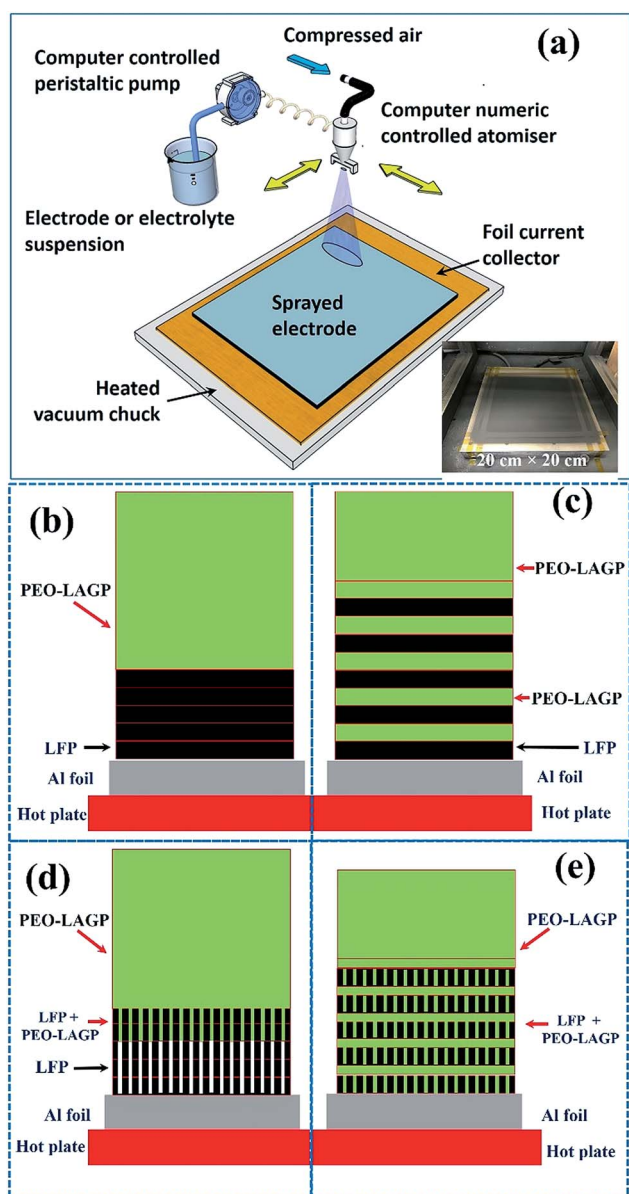 (a)
Compressed air
Computer controlled
peristaltic pump
Computer numeric
controlled atomiser
Electrode or electrolyte
suspension
Foil current
collector
Sprayed
electrode
Heated
vacuum chuck
20 cm × 20 cm
(b)
PEO-LAGP
LFP
Al foil
Hot plate
(c)
PEO-LAGP
PEO-LAGP
LFP
Al foil
Hot plate
(d)
PEO-LAGP
LFP +
PEO-LAGP
LFP
Al foil
Hot plate
(e)
PEO-LAGP
LFP +
PEO-LAGP
Al foil
Hot plate